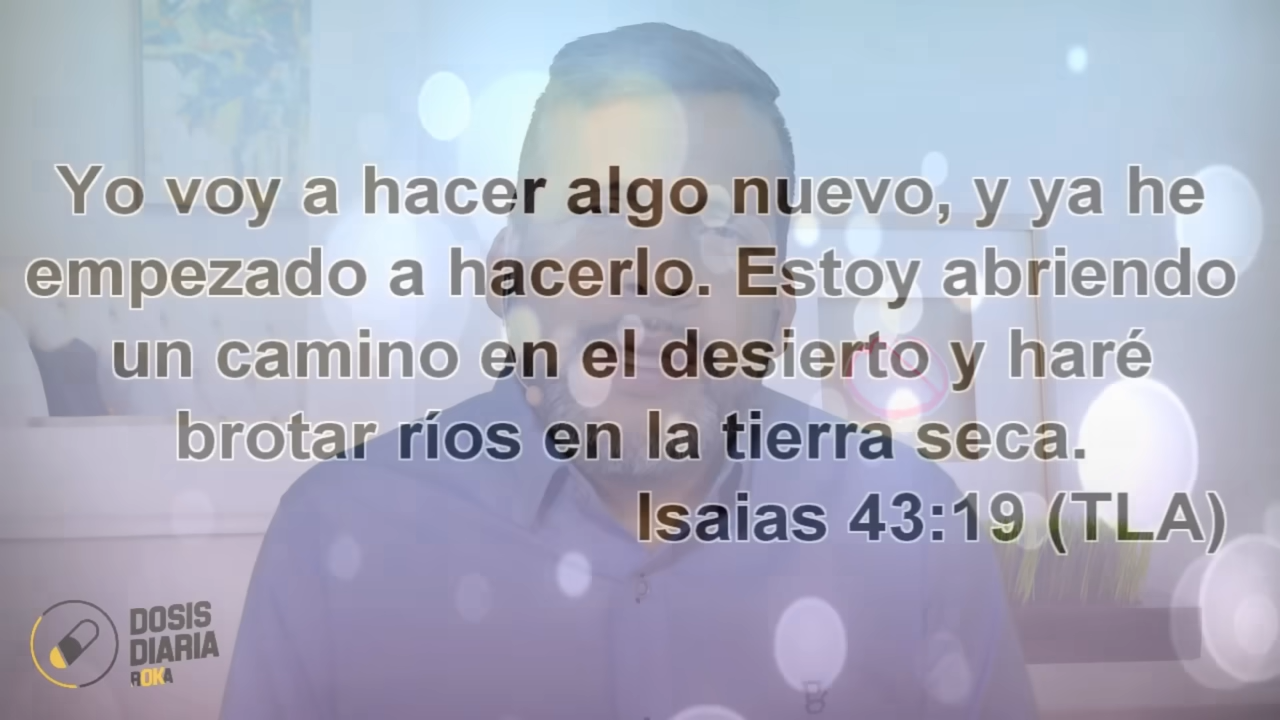 Yo voy a hacer algo nuevo, y ya he
empezado a hacerlo. Estoy abriendo
un camino en el desierto y haré
brotar ríos en la tierra seca.
Isaias 43:19 (TLA)
DOSIS
DIARIA
ROKA